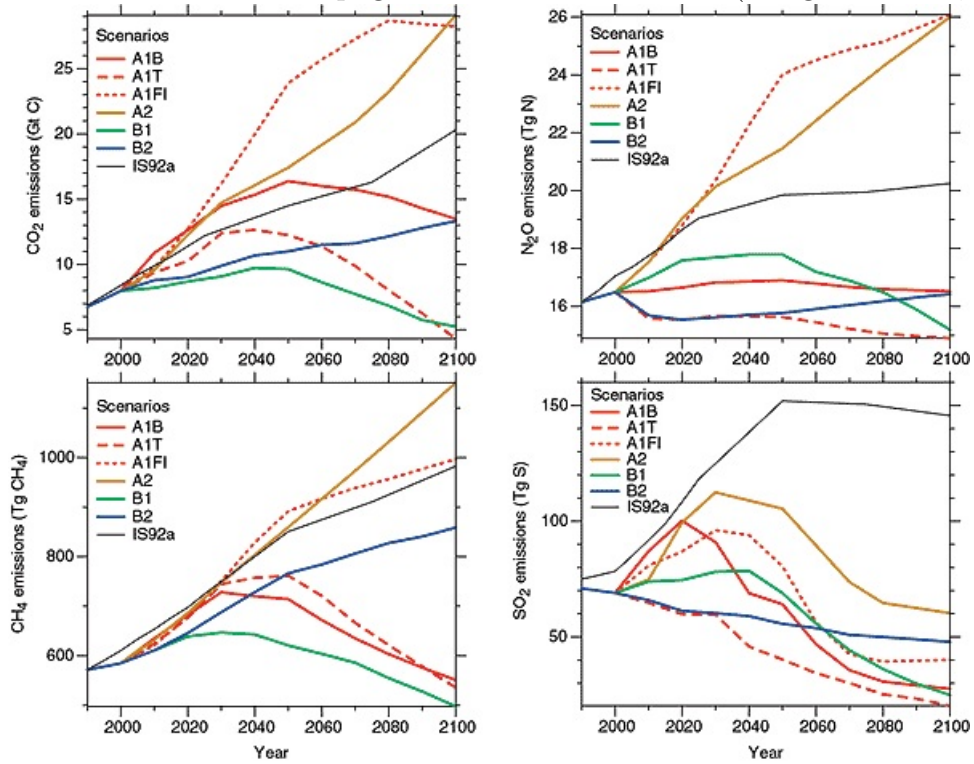 Scenarios
A1B
A1T
A1FI
A2
B1
B2
IS92a
CO2 emissions (Gt C)
25
20
15
10
5
2000 2020 2040 2060 2080 2100
Scenarios
A1B
A1T
A1FI
A2
B1
B2
IS92a
N2O emissions (Tg N)
26
24
22
20
18
16
2000 2020 2040 2060 2080 2100
Scenarios
A1B
A1T
A1FI
A2
B1
B2
IS92a
CH4 emissions (Tg CH4)
1000
800
600
2000 2020 2040 2060 2080 2100
Year
Scenarios
A1B
A1T
A1FI
A2
B1
B2
IS92a
SO2 emissions (Tg S)
150
100
50
2000 2020 2040 2060 2080 2100
Year